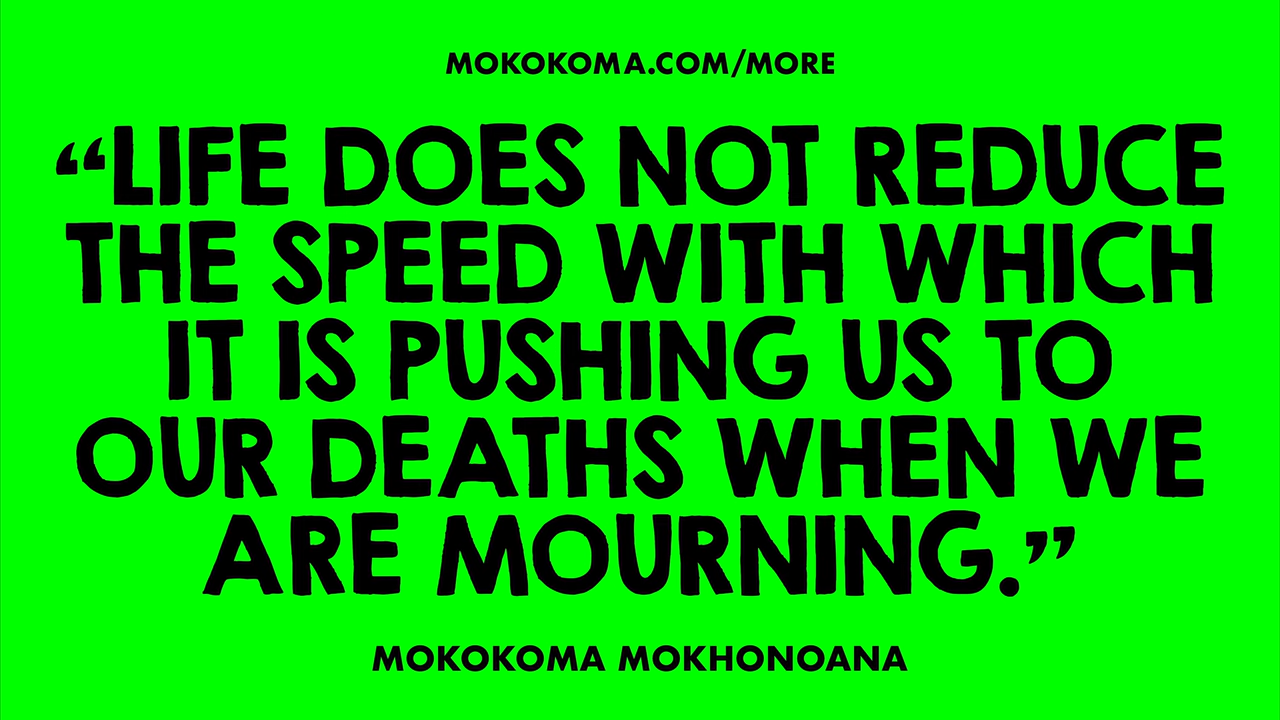 MOKOKOMA.COM/MORE
“LIFE DOES NOT REDUCE
THE SPEED WITH WHICH
IT IS PUSHING US TO
OUR DEATHS WHEN WE
ARE MOURNING.”
MOKOKOMA MOKHONOANA